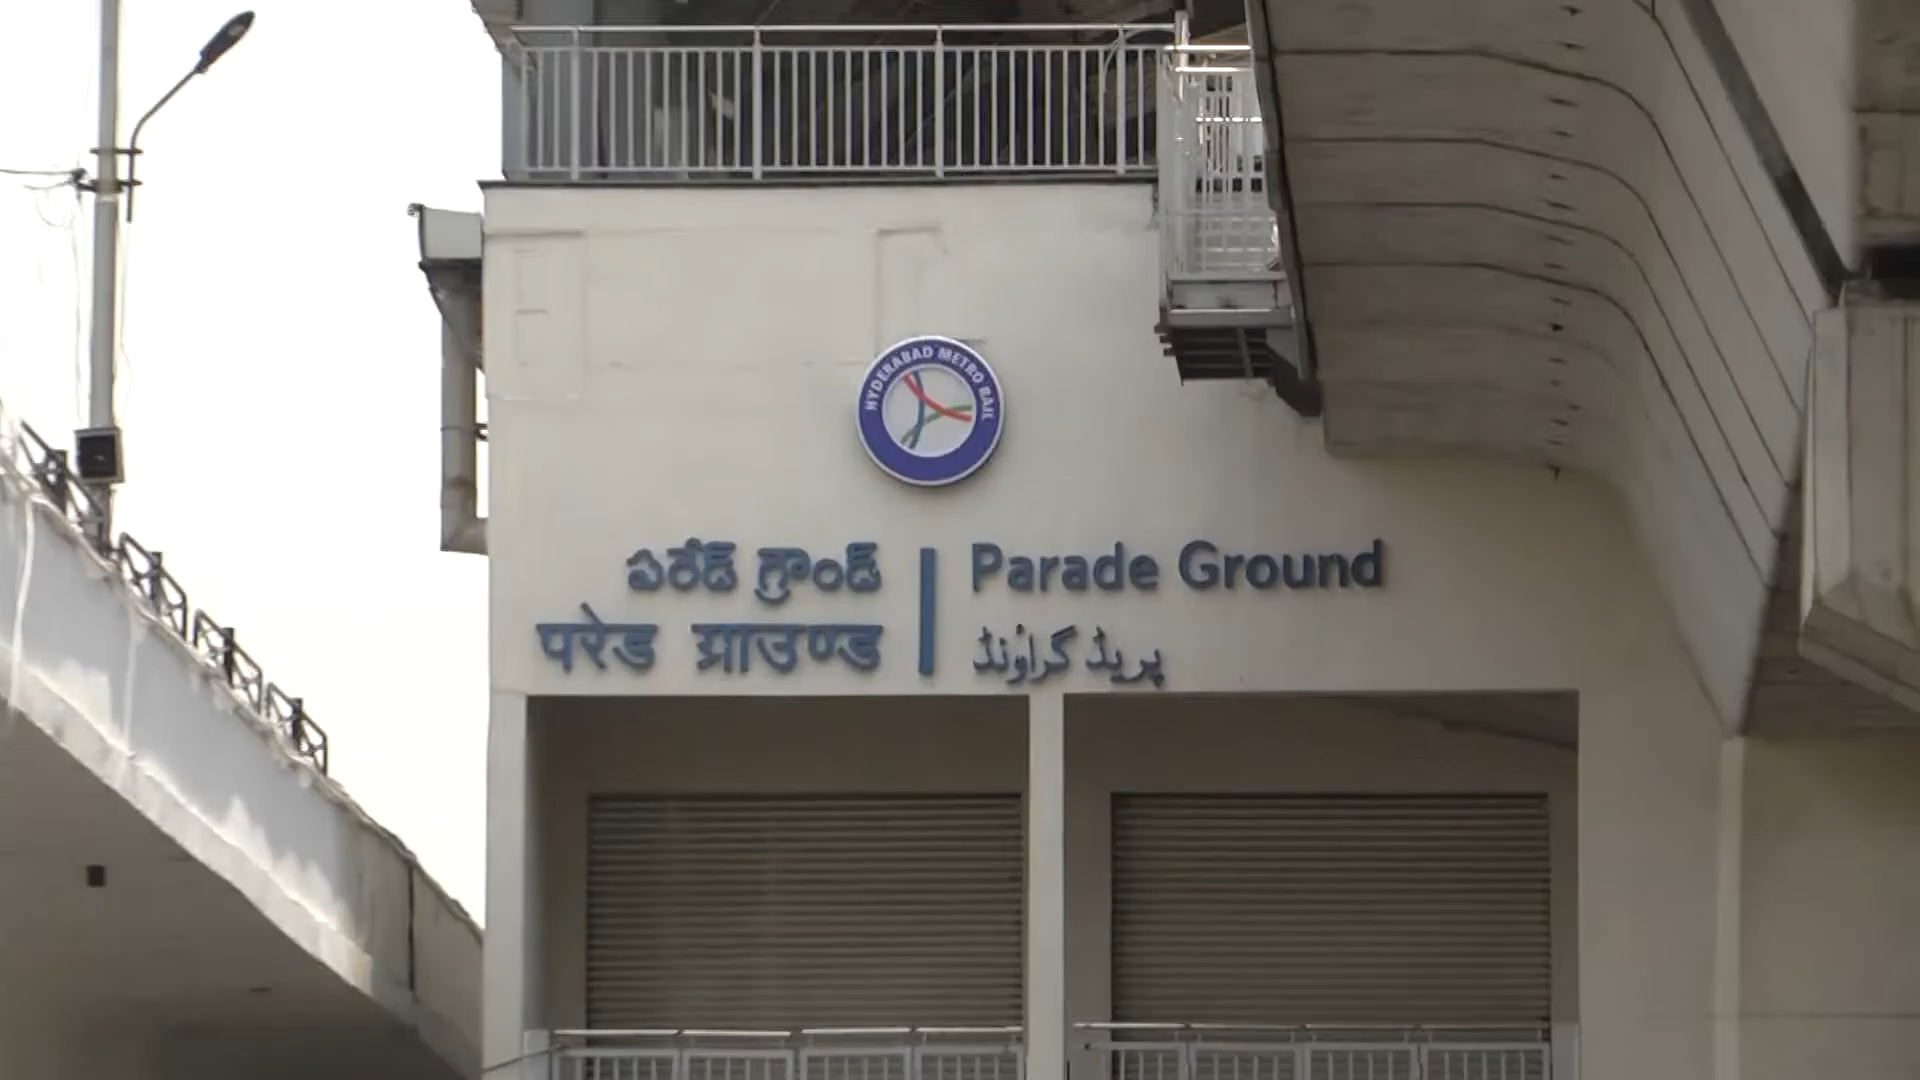 HYDERABAD METRO RAIL
పరేడ్ గ్రౌండ్
परेड ग्राउण्ड
Parade Ground
پریڈ گراؤنڈ